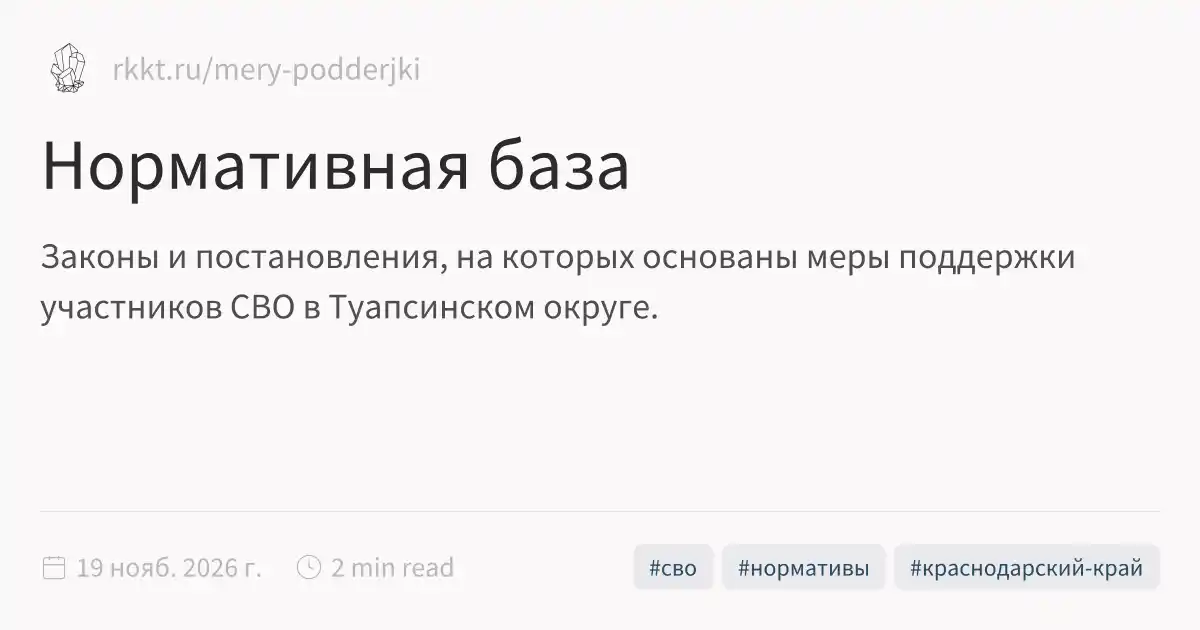 rkkt.ru/mery-podderjki
Нормативная база
Законы и постановления, на которых основаны меры поддержки
участников СВО в Туапсинском округе.
19 нояб. 2026 г. 2 min read #сво #нормативы #краснодарский-край